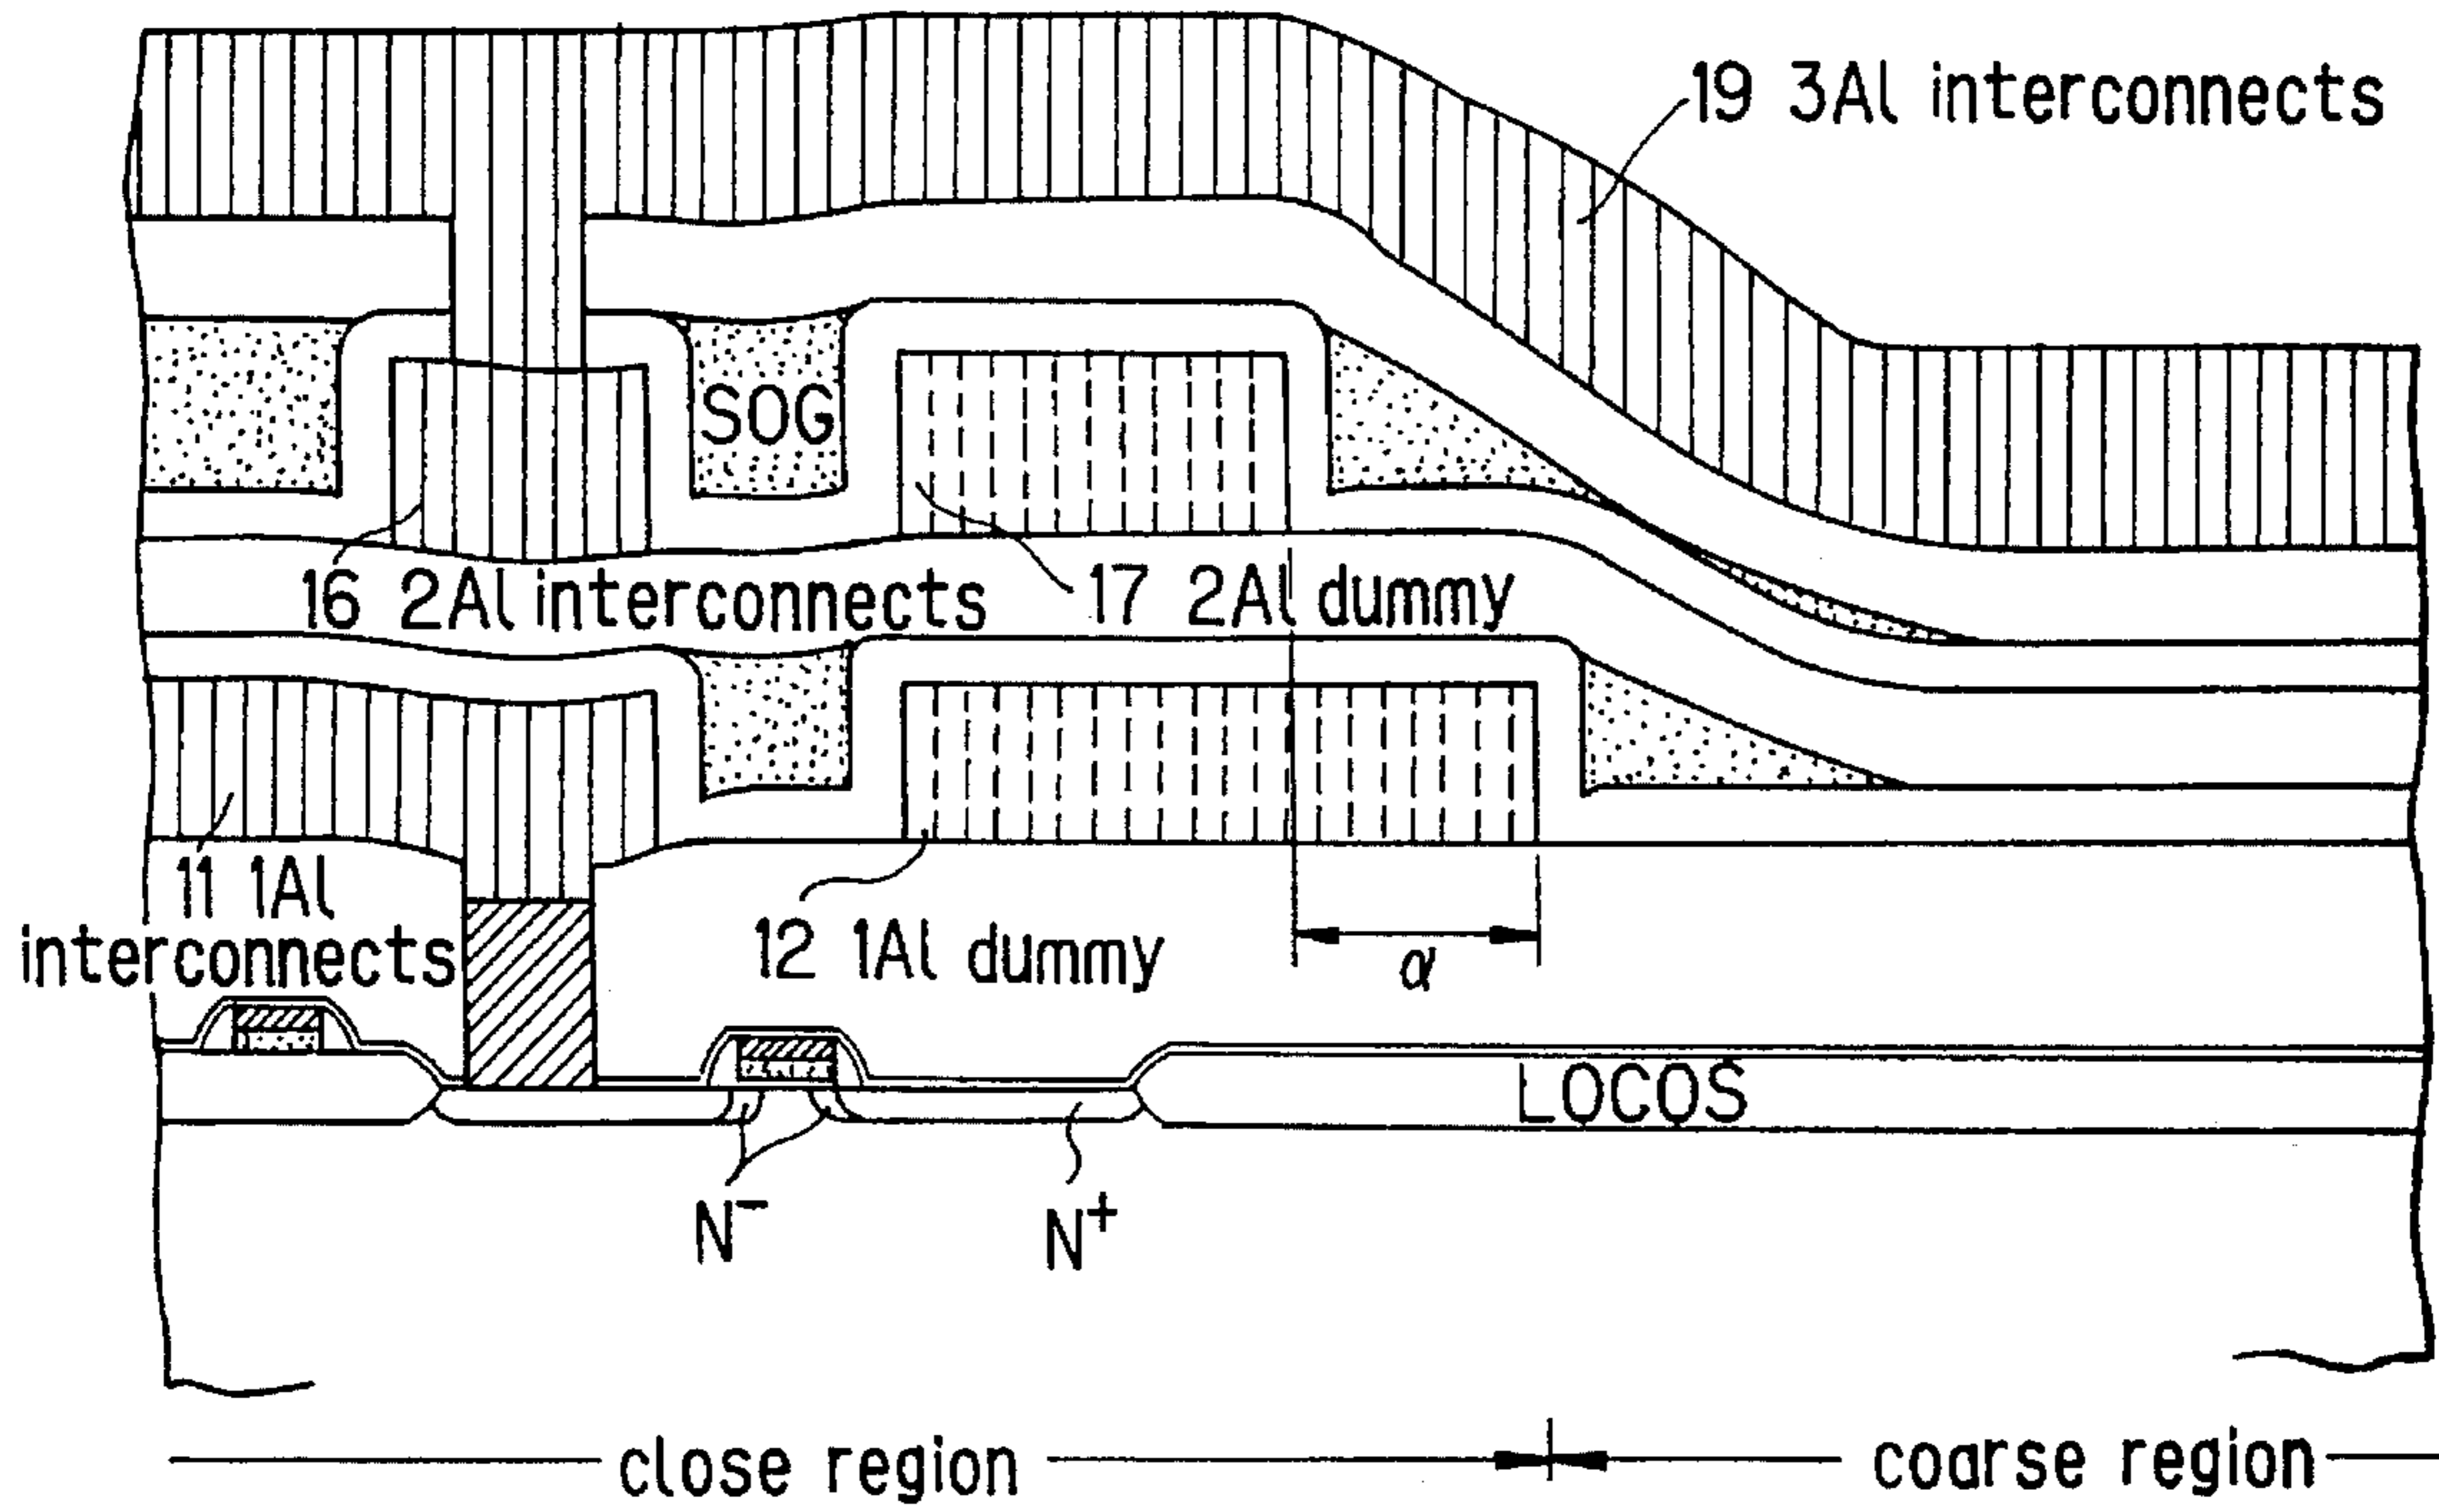 19 3Al interconnects
SOG
16 2Al interconnects
17 2Al dummy
11 1Al
interconnects
12 1Al dummy
α
LOCOS
N⁻
N⁺
close region
coarse region